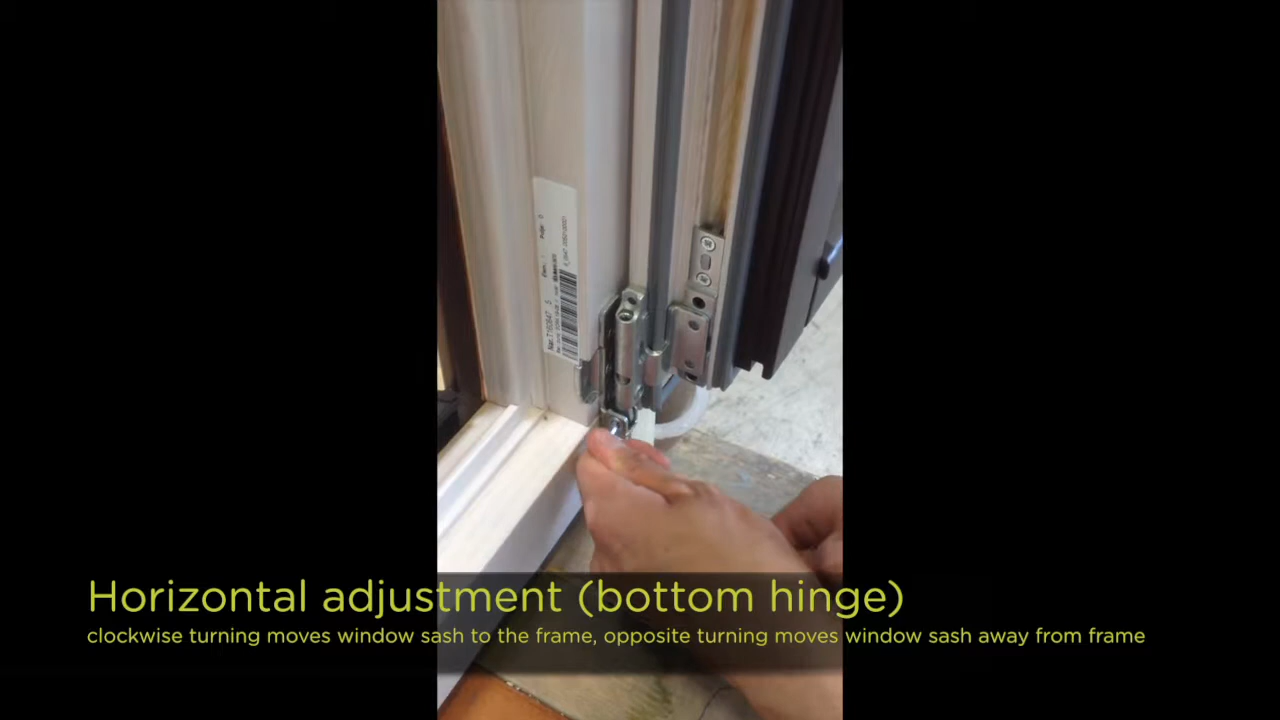 Horizontal adjustment (bottom hinge)
clockwise turning moves window sash to the frame, opposite turning moves window sash away from frame